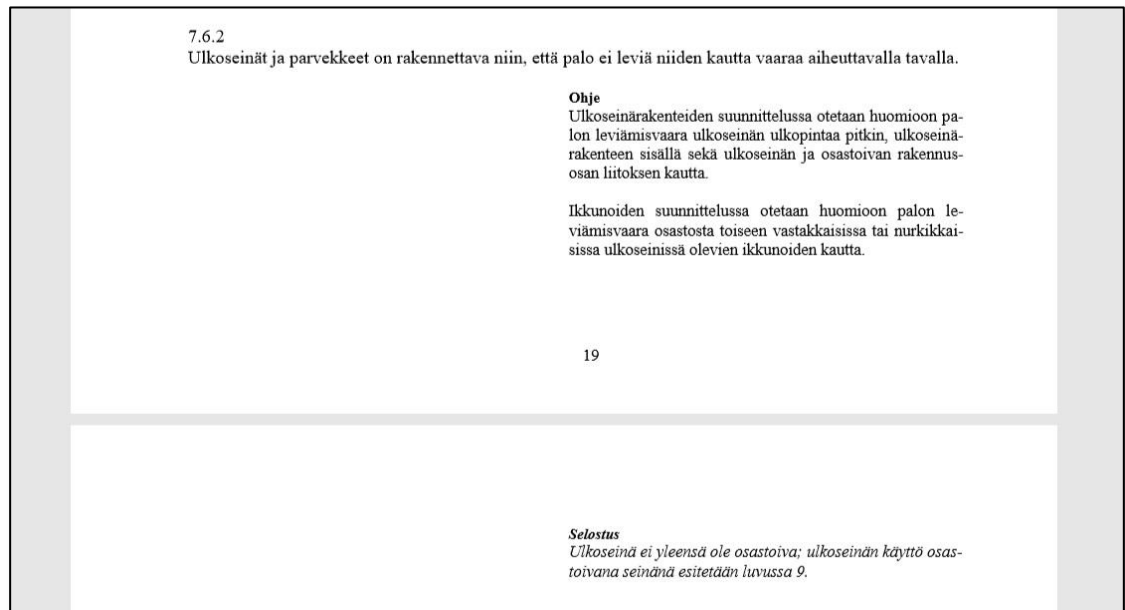 7.6.2
Ulkoseinät ja parvekkeet on rakennettava niin, että palo ei leviä niiden kautta vaaraa aiheuttavalla tavalla.
Ohje
Ulkoseinärakenteiden suunnittelussa otetaan huomioon pa-
lon leviämisvaara ulkoseinän ulkopintaa pitkin, ulkoseinä-
rakenteen sisällä sekä ulkoseinän ja osastoivan rakennus-
osan liitoksen kautta.
Ikkunoiden suunnittelussa otetaan huomioon palon le-
viämisvaara osastosta toiseen vastakkaisissa tai nurkikkai-
sissa ulkoseinissä olevien ikkunoiden kautta.
19
Selostus
Ulkoseinä ei yleensä ole osastoiva; ulkoseinän käyttö osas-
toivana seinänä esitetään luvussa 9.